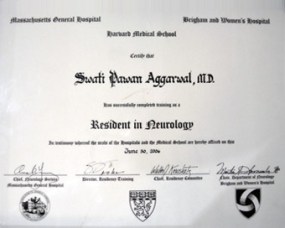 Massachusetts General Hospital
Brigham and Women's Hospital
Harvard Medical School
Certify that
Swati Pawan Aggarwal, M.D.
Has successfully completed training as a
Resident in Neurology
In testimony whereof the seals of the Hospitals and the Medical School are hereby affixed on this
June 30, 2006
Chief, Neurology Service
Massachusetts General Hospital
Director, Residency Training
Chief, Residency Committee
Department of Neurology
Brigham and Women's Hospital